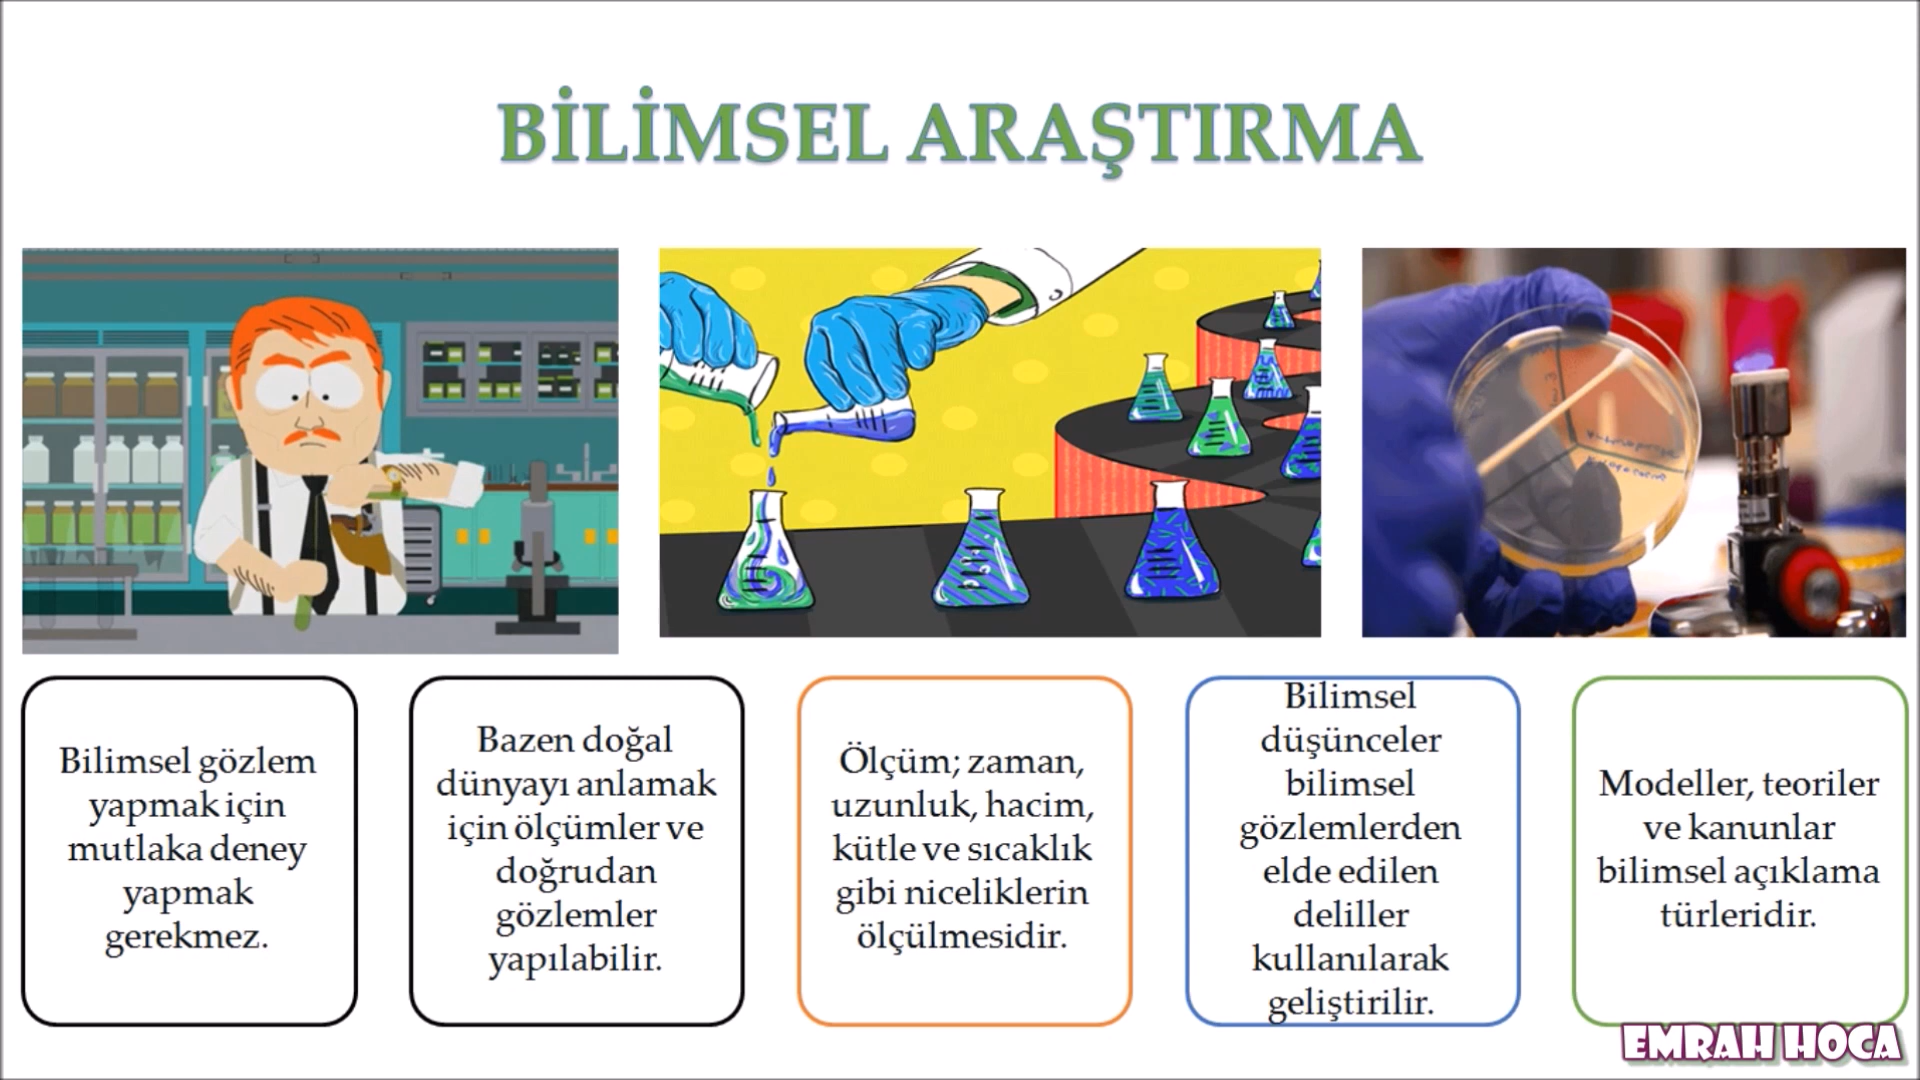 BİLİMSEL ARAŞTIRMA
Bilimsel gözlem
yapmak için
mutlaka deney
yapmak
gerekmez.
Bazen doğal
dünyayı anlamak
için ölçümler ve
doğrudan
gözlemler
yapılabilir.
Ölçüm; zaman,
uzunluk, hacim,
kütle ve sıcaklık
gibi niceliklerin
ölçülmesidir.
Bilimsel
düşünceler
bilimsel
gözlemlerden
elde edilen
deliller
kullanılarak
geliştirilir.
Modeller, teoriler
ve kanunlar
bilimsel açıklama
türleridir.
EMRAH HOCA